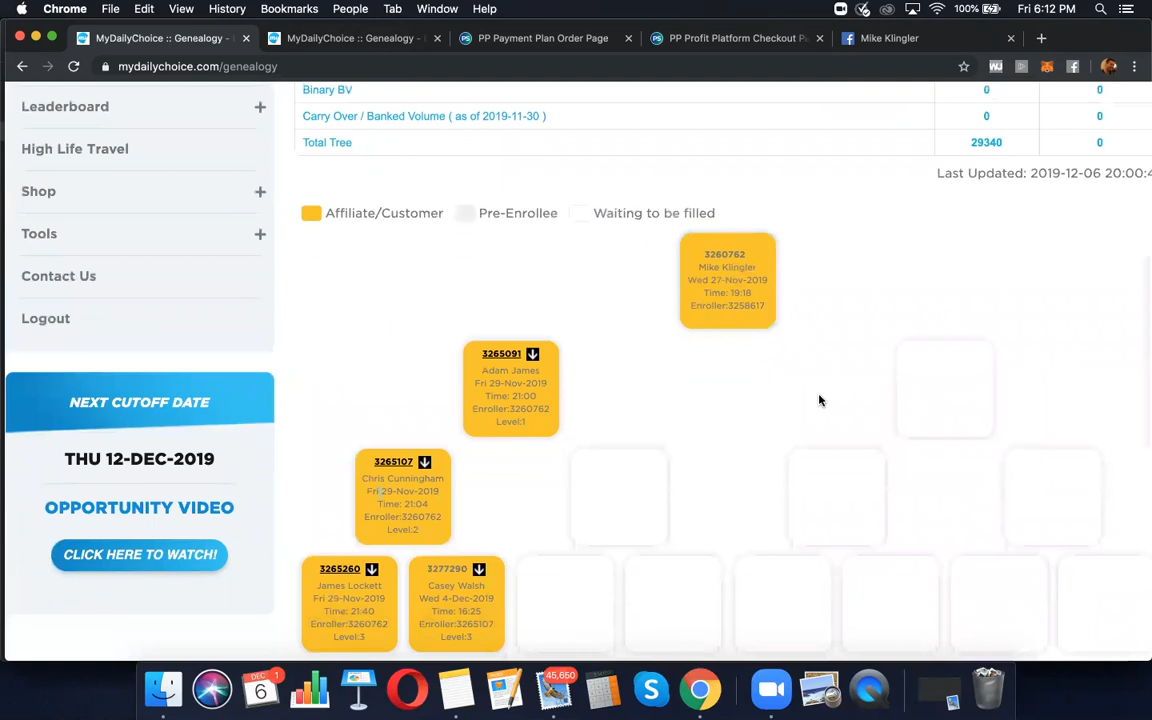 Chrome File Edit View History Bookmarks People Tab Window Help 100% Fri 6:12 PM
MyDailyChoice :: Genealogy - MyDailyChoice :: Genealogy - PP Payment Plan Order Page PP Profit Platform Checkout Pa Mike Klingler
mydailychoice.com/genealogy
Leaderboard +
High Life Travel
Shop +
Tools +
Contact Us
Logout
NEXT CUTOFF DATE
THU 12-DEC-2019
OPPORTUNITY VIDEO
CLICK HERE TO WATCH!
Binary BV 0 0
Carry Over / Banked Volume ( as of 2019-11-30 ) 0 0
Total Tree 29340 0
Last Updated: 2019-12-06 20:00:4
Affiliate/Customer Pre-Enrollee Waiting to be filled
3260762
Mike Klingler
Wed 27-Nov-2019
Time: 19:18
Enroller:3258617
3265091
Adam James
Fri 29-Nov-2019
Time: 21:00
Enroller:3260762
Level:1
3265107
Chris Cunningham
Fri 29-Nov-2019
Time: 21:04
Enroller:3260762
Level:2
3265260
James Lockett
Fri 29-Nov-2019
Time: 21:40
Enroller:3260762
Level:3
3277290
Casey Walsh
Wed 4-Dec-2019
Time: 16:25
Enroller:3265107
Level:3
DEC 1
6
45,650